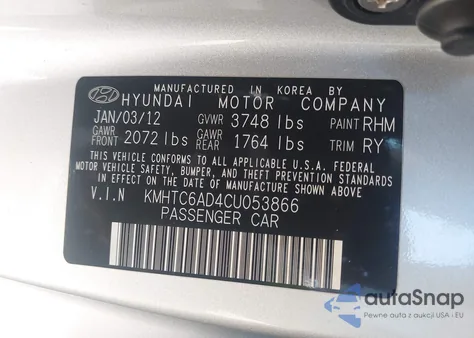 MANUFACTURED IN KOREA BY
HYUNDAI MOTOR COMPANY
JAN/03/12 GVWR 3748 lbs PAINT RHM
GAWR FRONT 2072 lbs GAWR REAR 1764 lbs TRIM RY
THIS VEHICLE CONFORMS TO ALL APPLICABLE U.S.A. FEDERAL
MOTOR VEHICLE SAFETY, BUMPER, AND THEFT PREVENTION
STANDARDS IN EFFECT ON THE DATE OF MANUFACTURE SHOWN ABOVE.
V.I.N KMHTC6AD4CU053866
PASSENGER CAR
autoSnap
Pewne auta z aukcji USA i EU